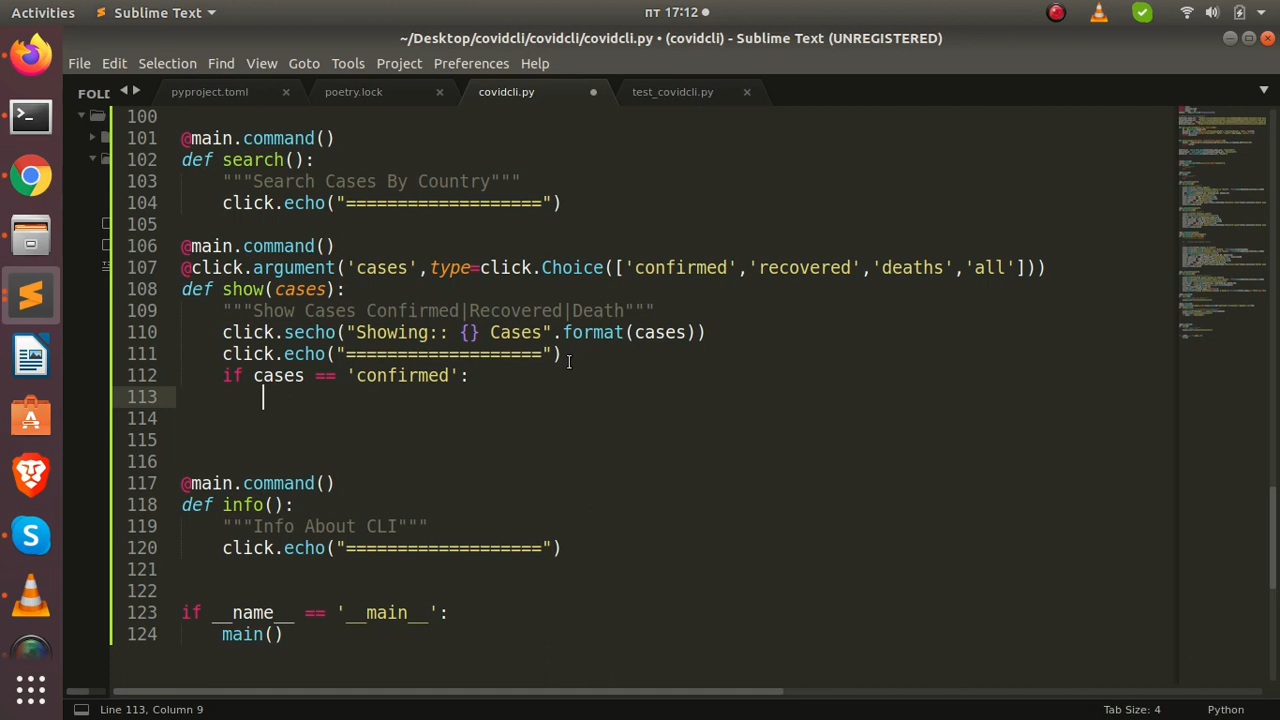 Activities
Sublime Text
пт 17:12
~/Desktop/covidcli/covidcli/covidcli.py • (covidcli) - Sublime Text (UNREGISTERED)
File Edit Selection Find View Goto Tools Project Preferences Help
FOLD
pyproject.toml
poetry.lock
covidcli.py
test_covidcli.py
100
101 @main.command()
102 def search():
103 """Search Cases By Country"""
104 click.echo("===================")
105
106 @main.command()
107 @click.argument('cases',type=click.Choice(['confirmed','recovered','deaths','all']))
108 def show(cases):
109 """Show Cases Confirmed|Recovered|Death"""
110 click.secho("Showing:: {} Cases".format(cases))
111 click.echo("===================")
112 if cases == 'confirmed':
113
114
115
116
117 @main.command()
118 def info():
119 """Info About CLI"""
120 click.echo("===================")
121
122
123 if __name__ == '__main__':
124 main()
Line 113, Column 9
Tab Size: 4
Python